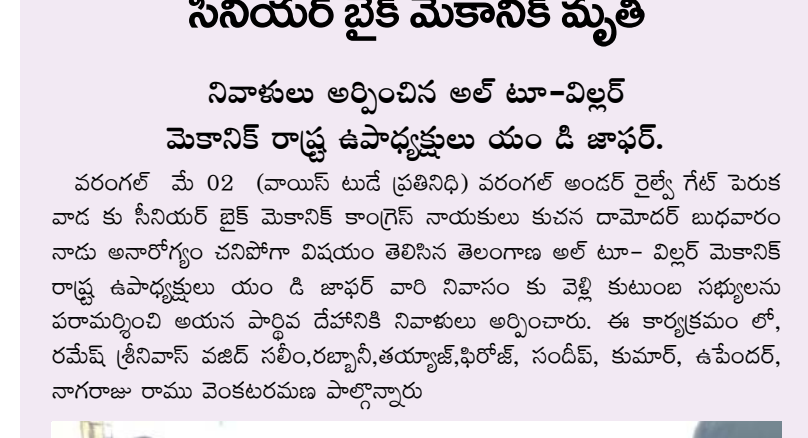 సీనియర్ బైక్ మెకానిక్ మృతి
నివాళులు అర్పించిన అల్ టూ-విల్లర్
మెకానిక్ రాష్ట్ర ఉపాధ్యక్షులు యం డి జాఫర్.
వరంగల్ మే 02 (వాయిస్ టుడే ప్రతినిధి) వరంగల్ అండర్ రైల్వే గేట్ పెరుక
వాడ కు సీనియర్ బైక్ మెకానిక్ కాంగ్రెస్ నాయకులు కుచన దామోదర్ బుధవారం
నాడు అనారోగ్యం చనిపోగా విషయం తెలిసిన తెలంగాణ అల్ టూ- విల్లర్ మెకానిక్
రాష్ట్ర ఉపాధ్యక్షులు యం డి జాఫర్ వారి నివాసం కు వెళ్లి కుటుంబ సభ్యులను
పరామర్శించి అయన పార్థివ దేహానికి నివాళులు అర్పించారు. ఈ కార్యక్రమం లో,
రమేష్ శ్రీనివాస్ వజిద్ సలీం,రబ్బానీ,తయ్యాజ్,ఫిరోజ్, సందీప్, కుమార్, ఉపేందర్,
నాగరాజు రాము వెంకటరమణ పాల్గొన్నారు